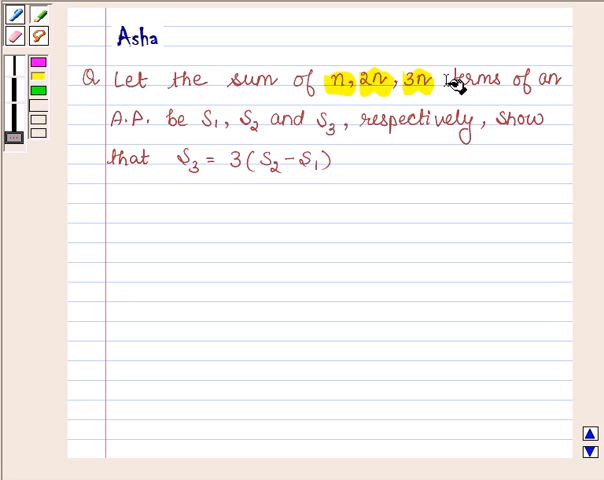 Asha
Q Let the sum of n, 2n, 3n terms of an
A.P. be S₁, S₂ and S₃, respectively, show
that S₃ = 3(S₂-S₁)